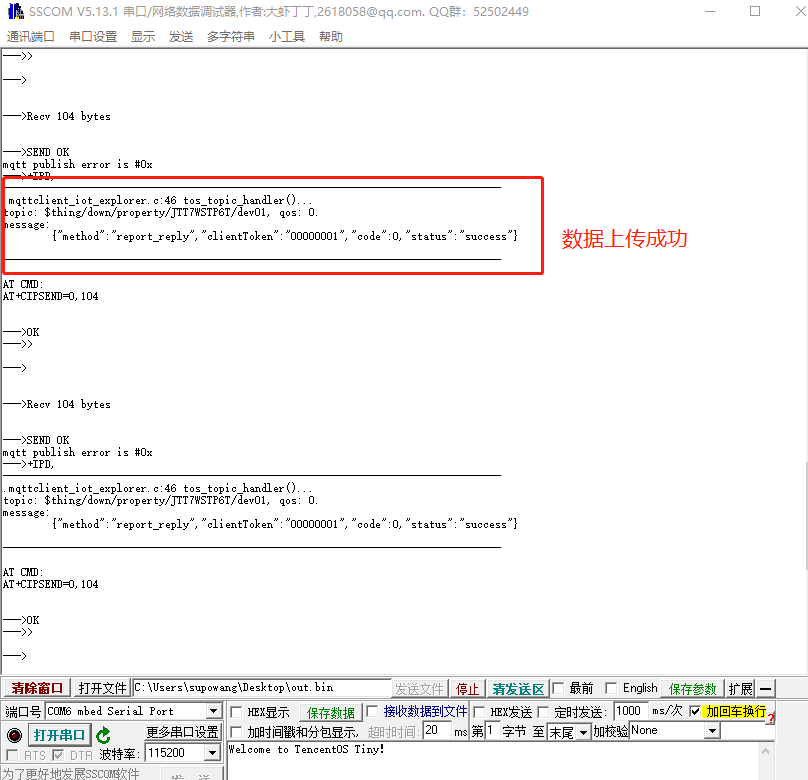 SSCOM V5.13.1 串口/网络数据调试器,作者:大虾丁丁,2618058@qq.com. QQ群: 52502449
通讯端口 串口设置 显示 发送 多字符串 小工具 帮助
—>>
—>
—>Recv 104 bytes
—>SEND OK
mqtt publish error is #0x
—>+IPD,
.mqttclient_iot_explorer.c:46 tos_topic_handler()...
topic: $thing/down/property/JTT7WSTP6T/dev01, qos: 0.
message:
{"method":"report_reply","clientToken":"00000001","code":0,"status":"success"}
数据上传成功
AT CMD:
AT+CIPSEND=0,104
—>OK
—>>
—>
—>Recv 104 bytes
—>SEND OK
mqtt publish error is #0x
—>+IPD,
.mqttclient_iot_explorer.c:46 tos_topic_handler()...
topic: $thing/down/property/JTT7WSTP6T/dev01, qos: 0.
message:
{"method":"report_reply","clientToken":"00000001","code":0,"status":"success"}
AT CMD:
AT+CIPSEND=0,104
—>OK
—>>
—>
清除窗口 打开文件 C:\Users\supowang\Desktop\out.bin 发送文件 停止 清发送区 最前 English 保存参数 扩展 —
端口号 COM6 mbed Serial Port HEX显示 保存数据 接收数据到文件 HEX发送 定时发送: 1000 ms/次 加回车换行 ?
打开串口 更多串口设置 加时间戳和分包显示, 超时时间: 20 ms 第 1 字节 至 末尾 加校验 None
RTS DTR 波特率: 115200 Welcome to TencentOS Tiny!
为了更好地发展SSCOM软件 发 送